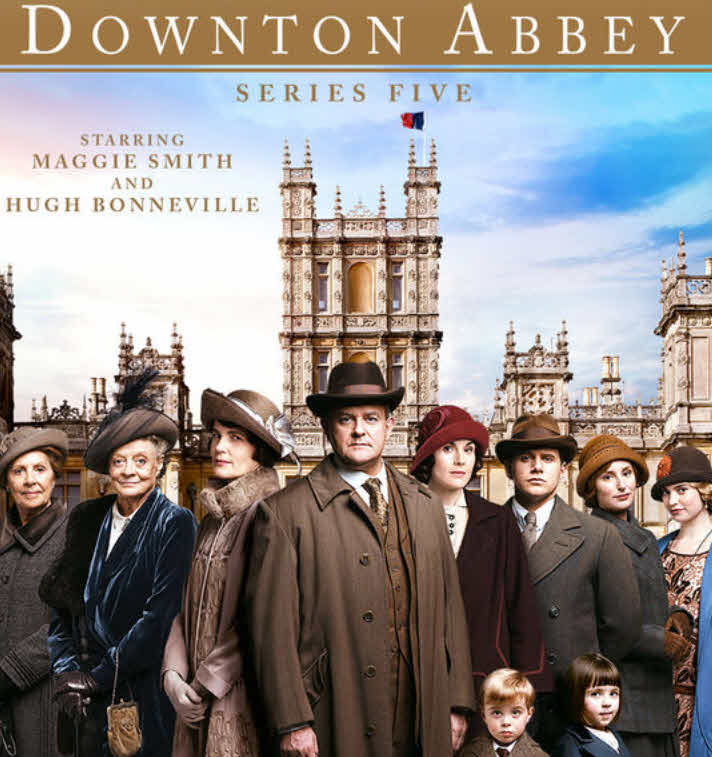 DOWNTON ABBEY
SERIES FIVE
STARRING
MAGGIE SMITH
AND
HUGH BONNEVILLE